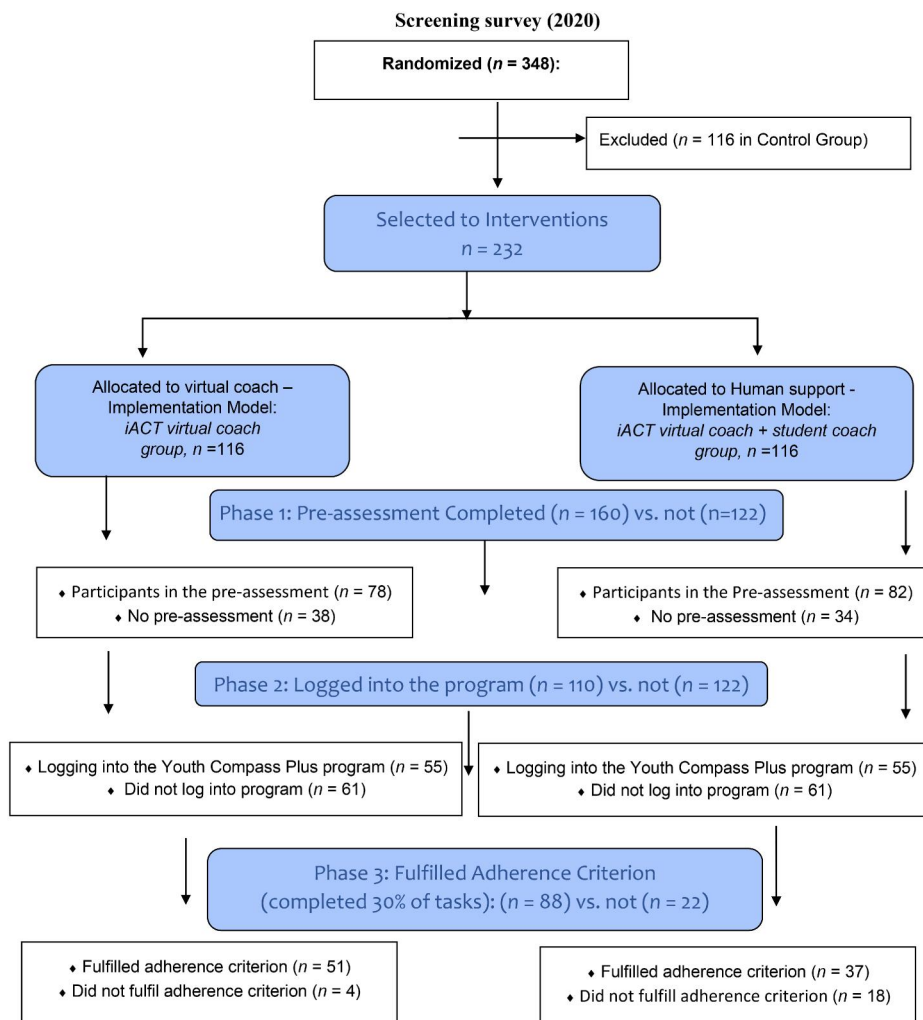 Screening survey (2020)
Randomized (n = 348):
Excluded (n = 116 in Control Group)
Selected to Interventions
n = 232
Allocated to virtual coach –
Implementation Model:
iACT virtual coach
group, n =116
Allocated to Human support -
Implementation Model:
iACT virtual coach + student coach
group, n =116
Phase 1: Pre-assessment Completed (n = 160) vs. not (n=122)
♦ Participants in the pre-assessment (n = 78)
♦ No pre-assessment (n = 38)
♦ Participants in the Pre-assessment (n = 82)
♦ No pre-assessment (n = 34)
Phase 2: Logged into the program (n = 110) vs. not (n = 122)
♦ Logging into the Youth Compass Plus program (n = 55)
♦ Did not log into program (n = 61)
♦ Logging into the Youth Compass Plus program (n = 55)
♦ Did not log into program (n = 61)
Phase 3: Fulfilled Adherence Criterion
(completed 30% of tasks): (n = 88) vs. not (n = 22)
♦ Fulfilled adherence criterion (n = 51)
♦ Did not fulfil adherence criterion (n = 4)
♦ Fulfilled adherence criterion (n = 37)
♦ Did not fulfill adherence criterion (n = 18)